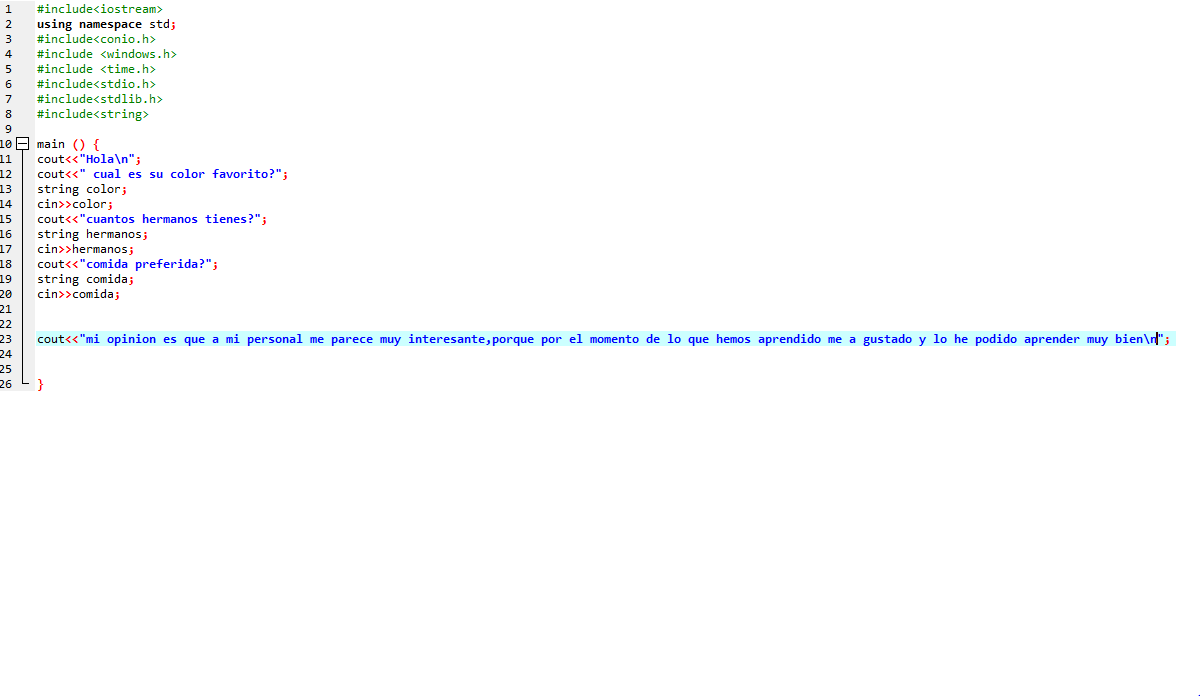 1 #include<iostream>
2 using namespace std;
3 #include<conio.h>
4 #include <windows.h>
5 #include <time.h>
6 #include<stdio.h>
7 #include<stdlib.h>
8 #include<string>
9
10 main () {
11 cout<<"Hola\n";
12 cout<<" cual es su color favorito?";
13 string color;
14 cin>>color;
15 cout<<"cuantos hermanos tienes?";
16 string hermanos;
17 cin>>hermanos;
18 cout<<"comida preferida?";
19 string comida;
20 cin>>comida;
21
22
23 cout<<"mi opinion es que a mi personal me parece muy interesante,porque por el momento de lo que hemos aprendido me a gustado y lo he podido aprender muy bien\n";
24
25
26 }